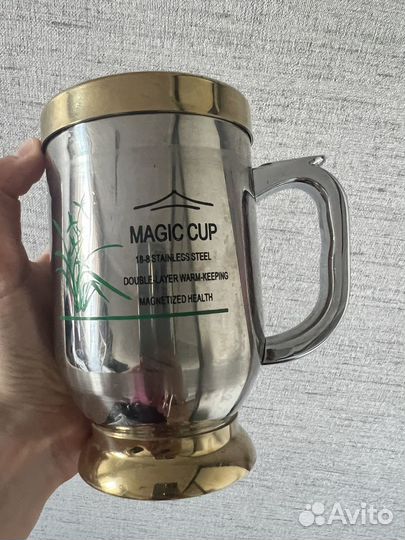 MAGIC CUP
18-8 STAINLESS STEEL
DOUBLE-LAYER WARM-KEEPING
MAGNETIZED HEALTH
Avito